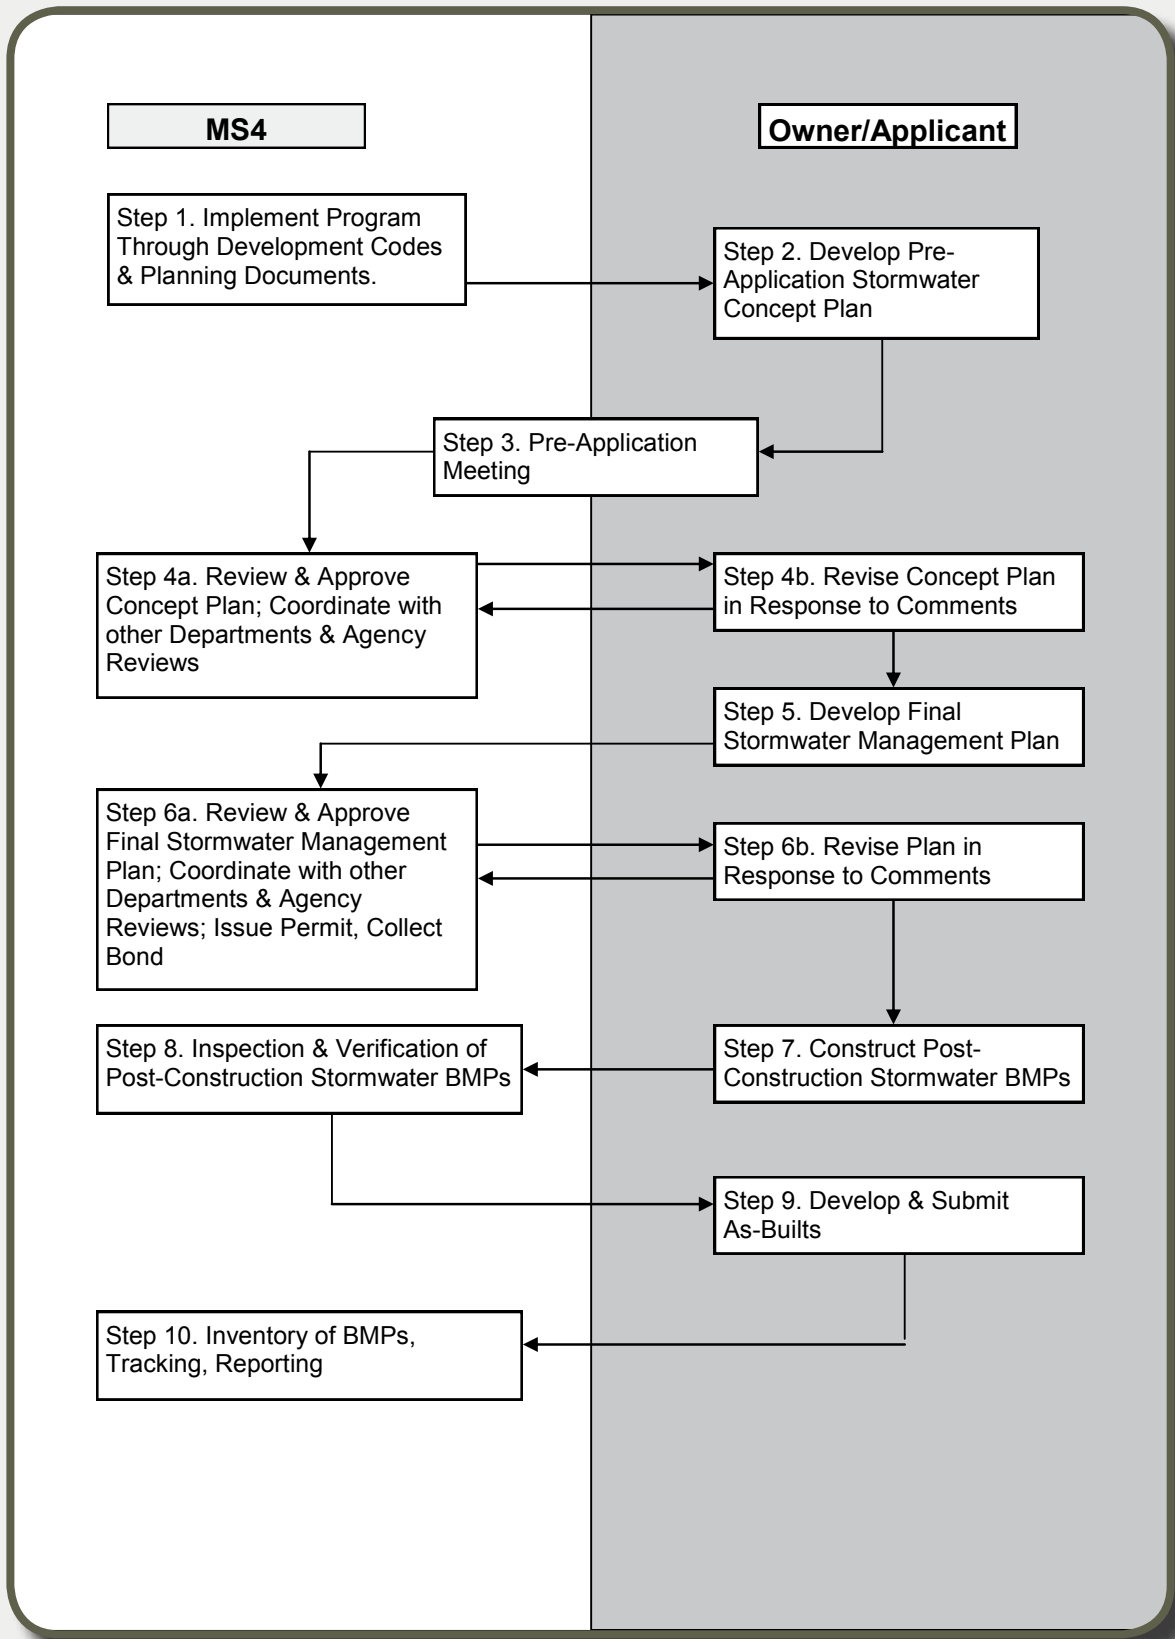 MS4
Owner/Applicant
Step 1. Implement Program
Through Development Codes
& Planning Documents.
Step 2. Develop Pre-
Application Stormwater
Concept Plan
Step 3. Pre-Application
Meeting
Step 4a. Review & Approve
Concept Plan; Coordinate with
other Departments & Agency
Reviews
Step 4b. Revise Concept Plan
in Response to Comments
Step 5. Develop Final
Stormwater Management Plan
Step 6a. Review & Approve
Final Stormwater Management
Plan; Coordinate with other
Departments & Agency
Reviews; Issue Permit, Collect
Bond
Step 6b. Revise Plan in
Response to Comments
Step 7. Construct Post-
Construction Stormwater BMPs
Step 8. Inspection & Verification of
Post-Construction Stormwater BMPs
Step 9. Develop & Submit
As-Builts
Step 10. Inventory of BMPs,
Tracking, Reporting